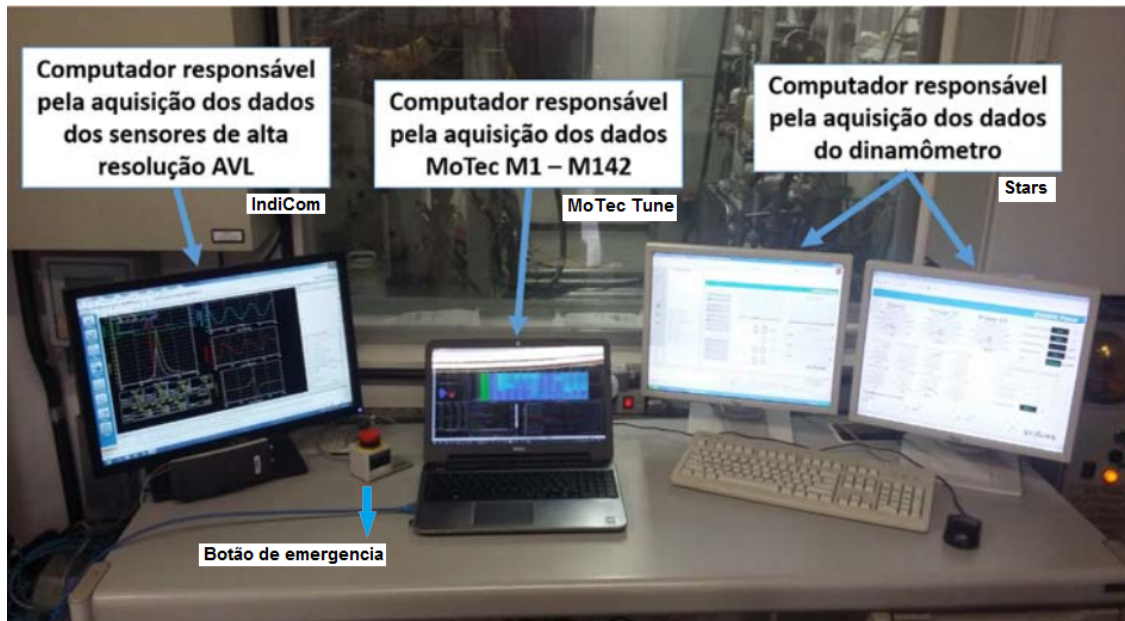 Computador responsável
pela aquisição dos dados
dos sensores de alta
resolução AVL
IndiCom
Computador responsável
pela aquisição dos dados
MoTec M1 – M142
MoTec Tune
Computador responsável
pela aquisição dos dados
do dinamômetro
Stars
Botão de emergencia